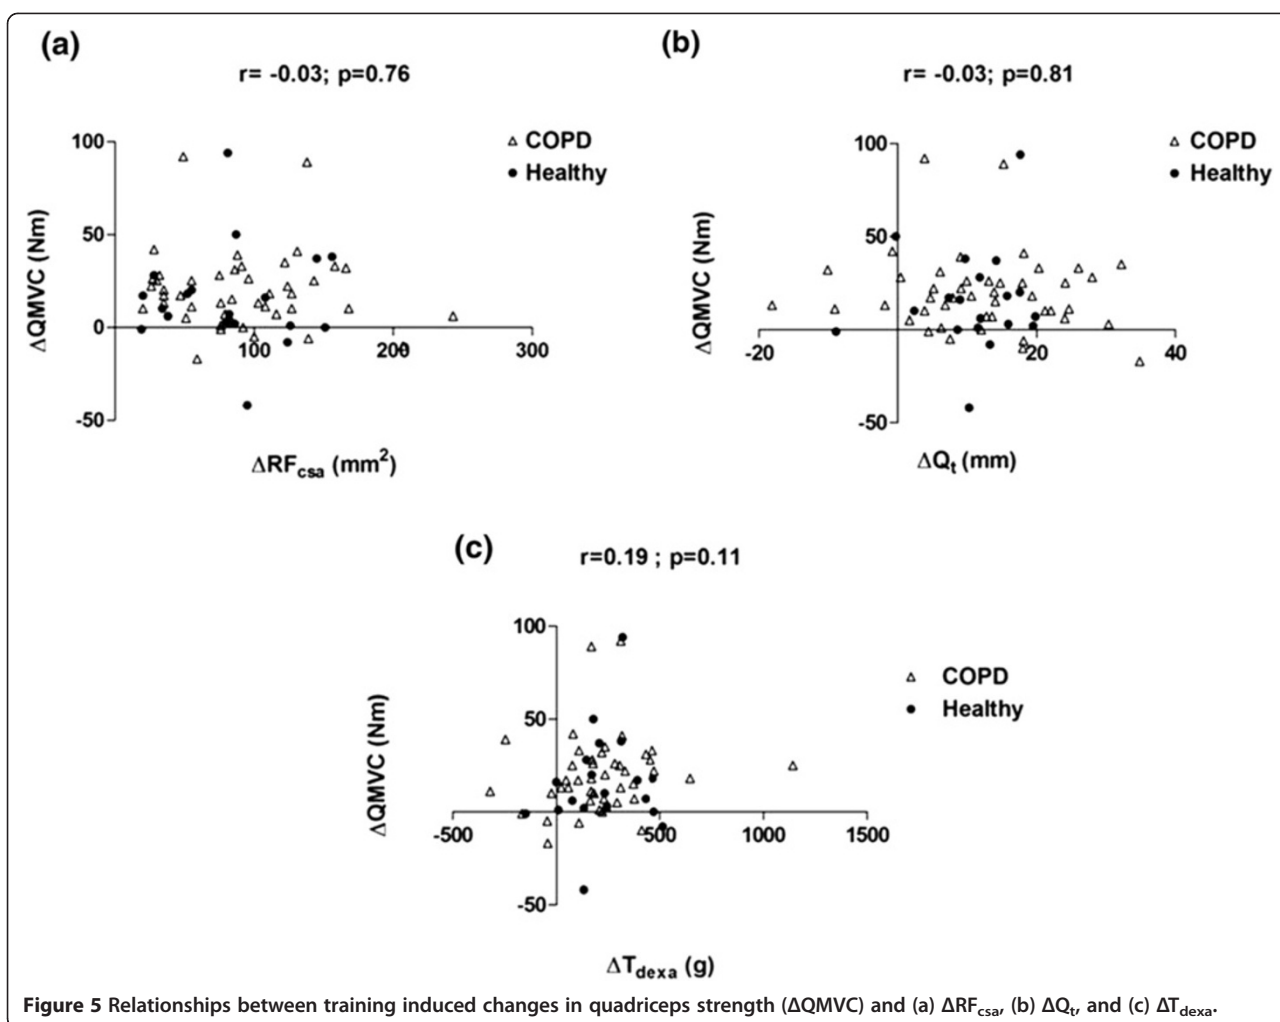 (a)
r= -0.03; p=0.76
△ COPD
● Healthy
ΔQMVC (Nm)
100
50
0
-50
100 200 300
ΔRFcsa (mm²)
(b)
r= -0.03; p=0.81
△ COPD
● Healthy
ΔQMVC (Nm)
100
50
-50
-20 20 40
ΔQt (mm)
(c)
r=0.19 ; p=0.11
△ COPD
● Healthy
ΔQMVC (Nm)
100
50
-50
-500 500 1000 1500
ΔTdexa (g)
Figure 5 Relationships between training induced changes in quadriceps strength (ΔQMVC) and (a) ΔRFcsa, (b) ΔQt, and (c) ΔTdexa.